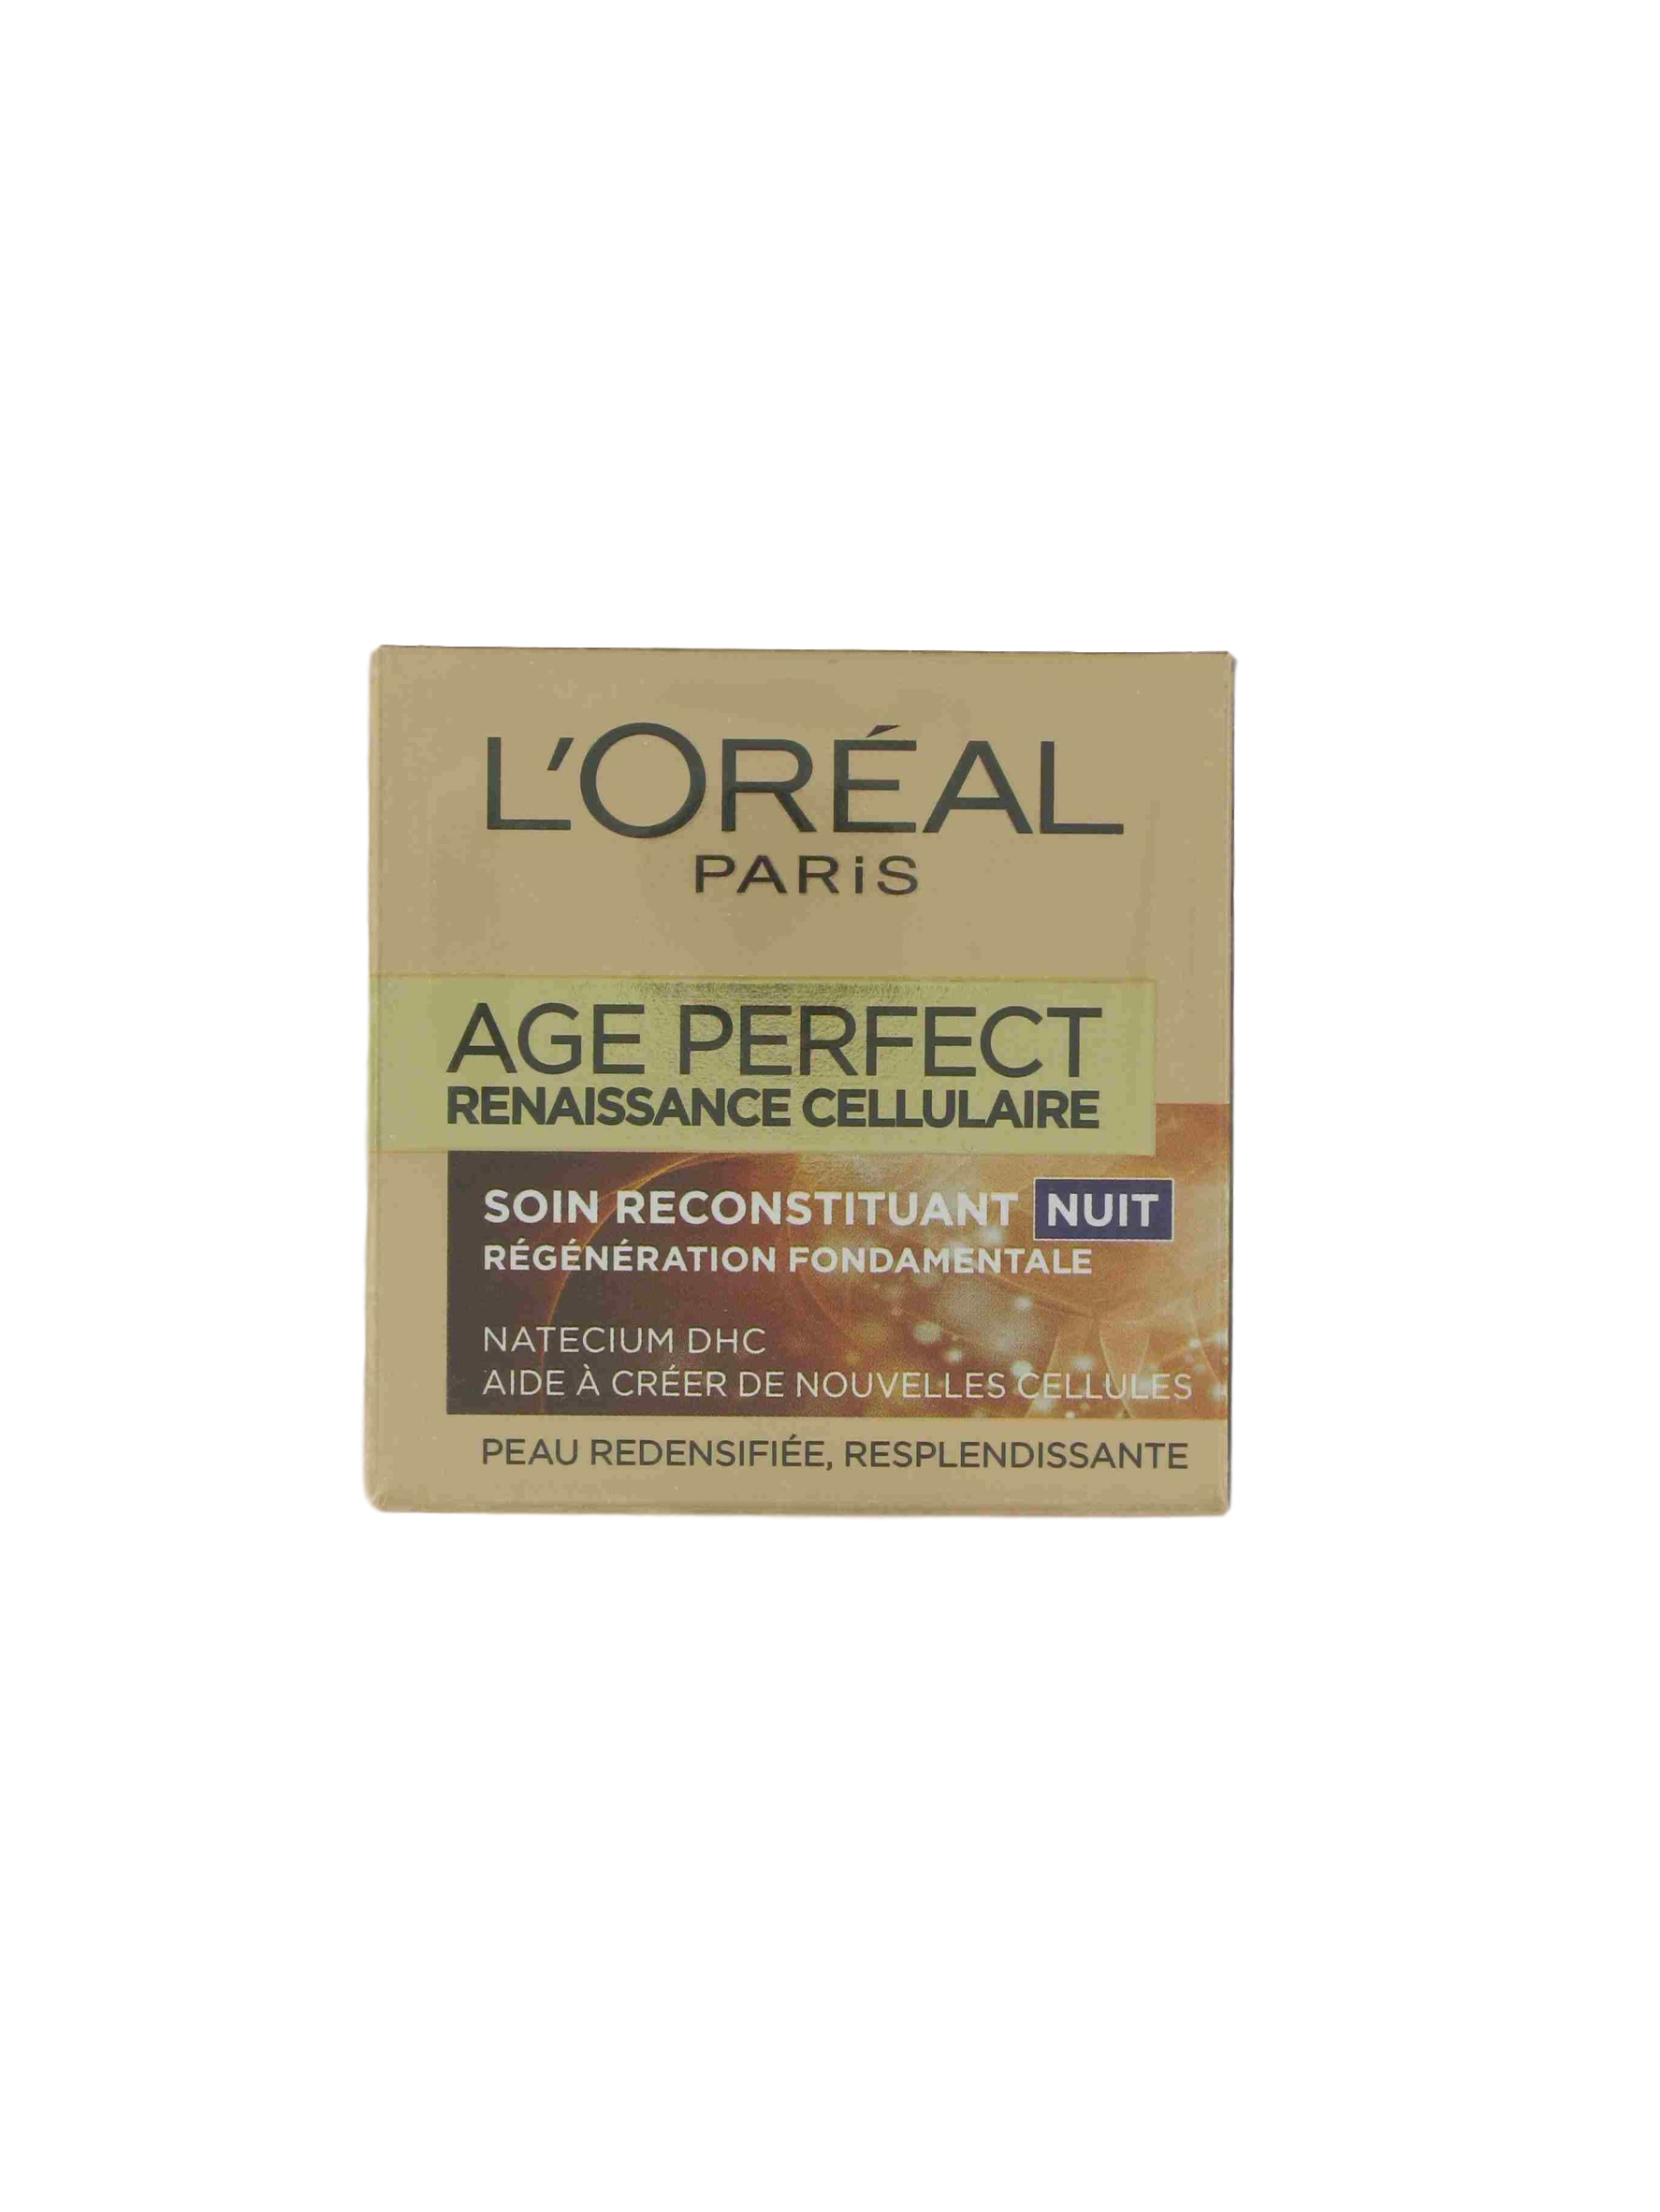 L'ORÉAL
PARiS
AGE PERFECT
RENAISSANCE CELLULAIRE
SOIN RECONSTITUANT NUIT
RÉGÉNÉRATION FONDAMENTALE
NATECIUM DHC
AIDE À CRÉER DE NOUVELLES CELLULES
PEAU REDENSIFIÉE, RESPLENDISSANTE